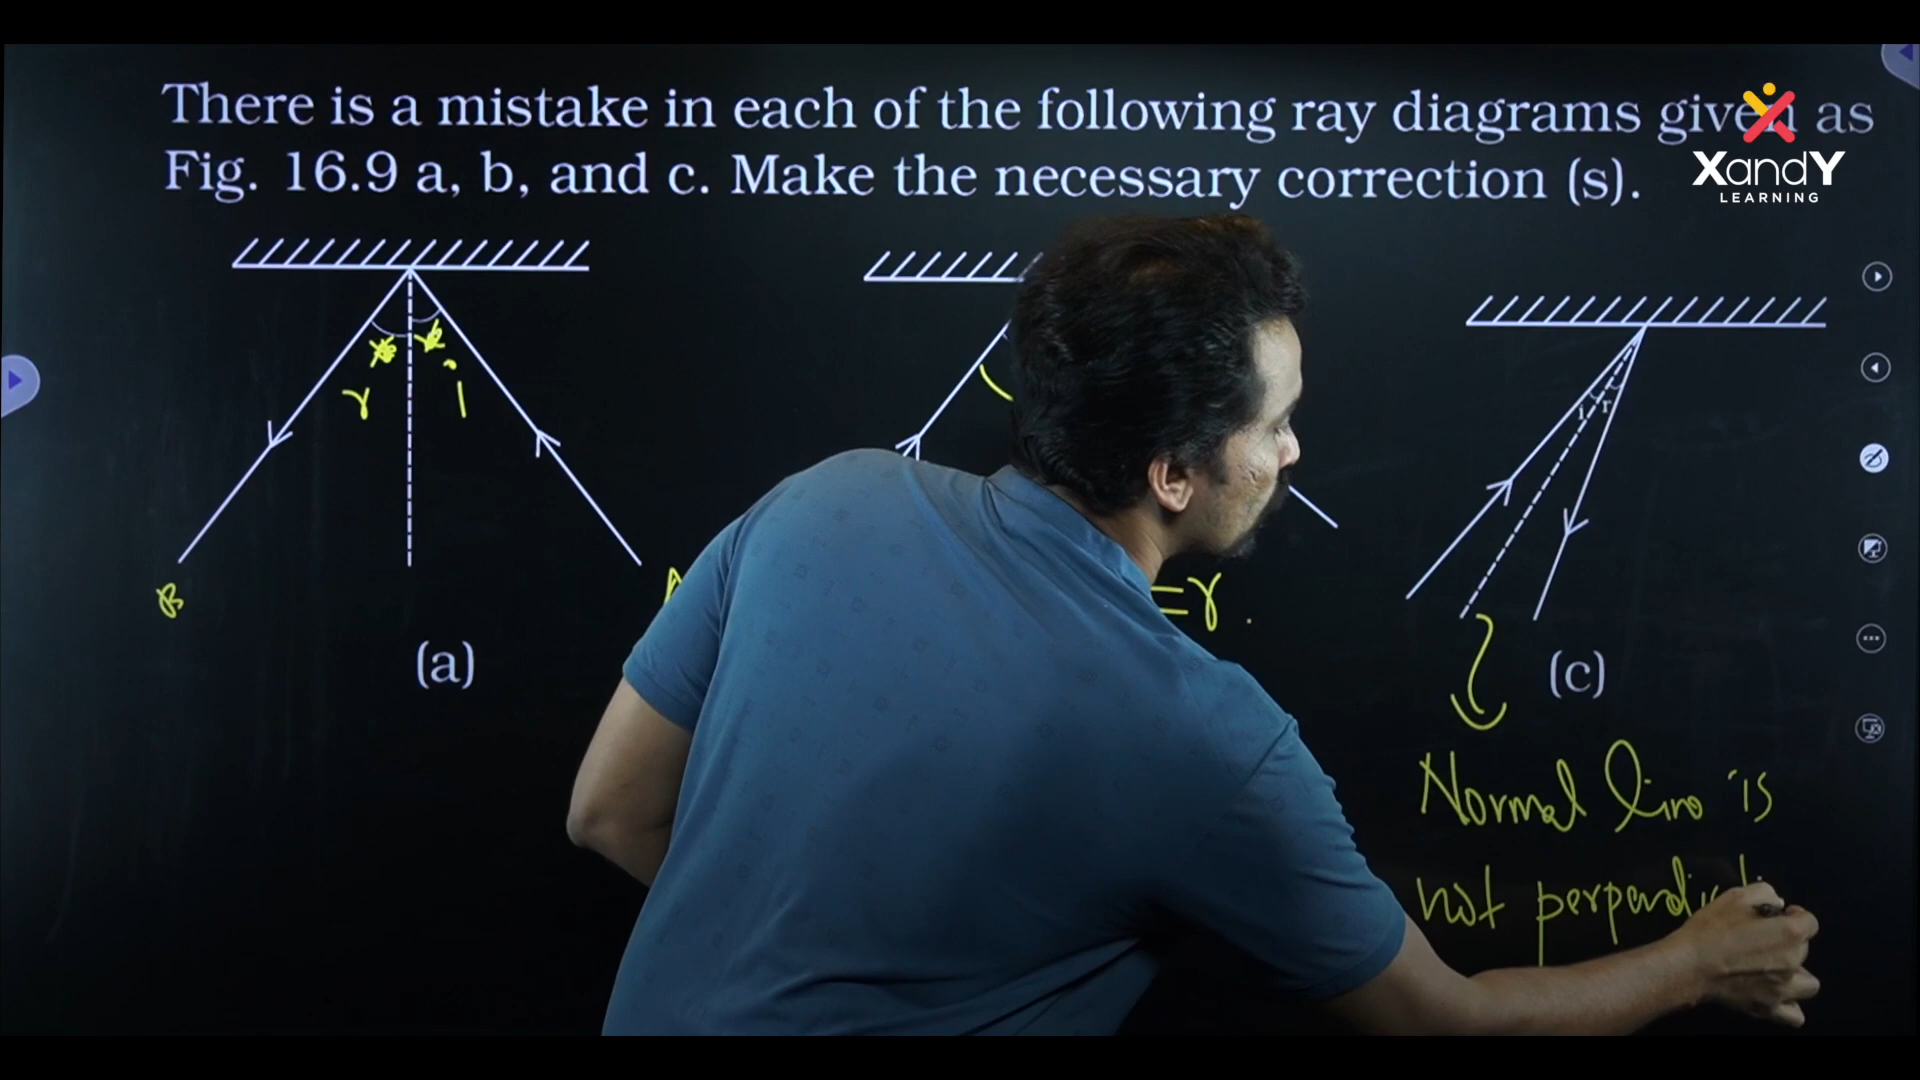 There is a mistake in each of the following ray diagrams given as
Fig. 16.9 a, b, and c. Make the necessary correction (s).
XandY
LEARNING
r i
i r
B
= r .
(a)
(c)
Normal line is
not